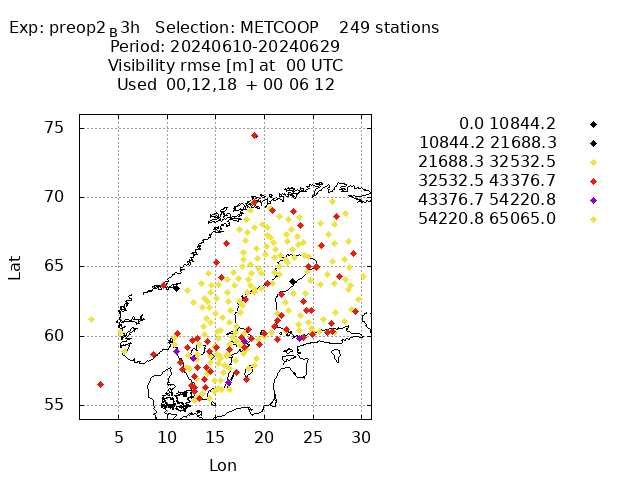 Exp: preop2_B3h Selection: METCOOP 249 stations
Period: 20240610-20240629
Visibility rmse [m] at 00 UTC
Used 00,12,18 + 00 06 12
0.0 10844.2
10844.2 21688.3
21688.3 32532.5
32532.5 43376.7
43376.7 54220.8
54220.8 65065.0
75
70
65
60
55
Lat
5 10 15 20 25 30
Lon